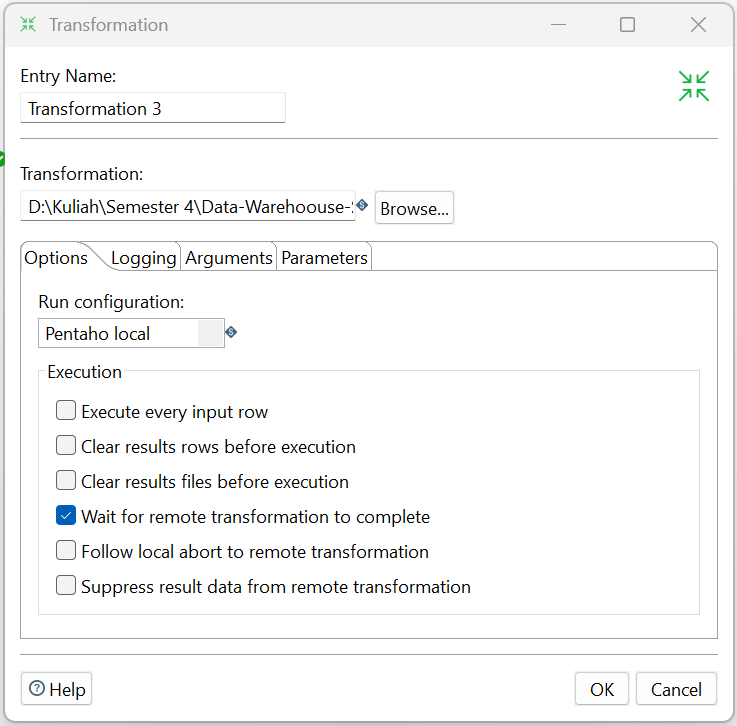 Transformation
Entry Name:
Transformation 3
Transformation:
D:\Kuliah\Semester 4\Data-Warehoouse-
Browse...
Options Logging Arguments Parameters
Run configuration:
Pentaho local
Execution
Execute every input row
Clear results rows before execution
Clear results files before execution
Wait for remote transformation to complete
Follow local abort to remote transformation
Suppress result data from remote transformation
Help OK Cancel